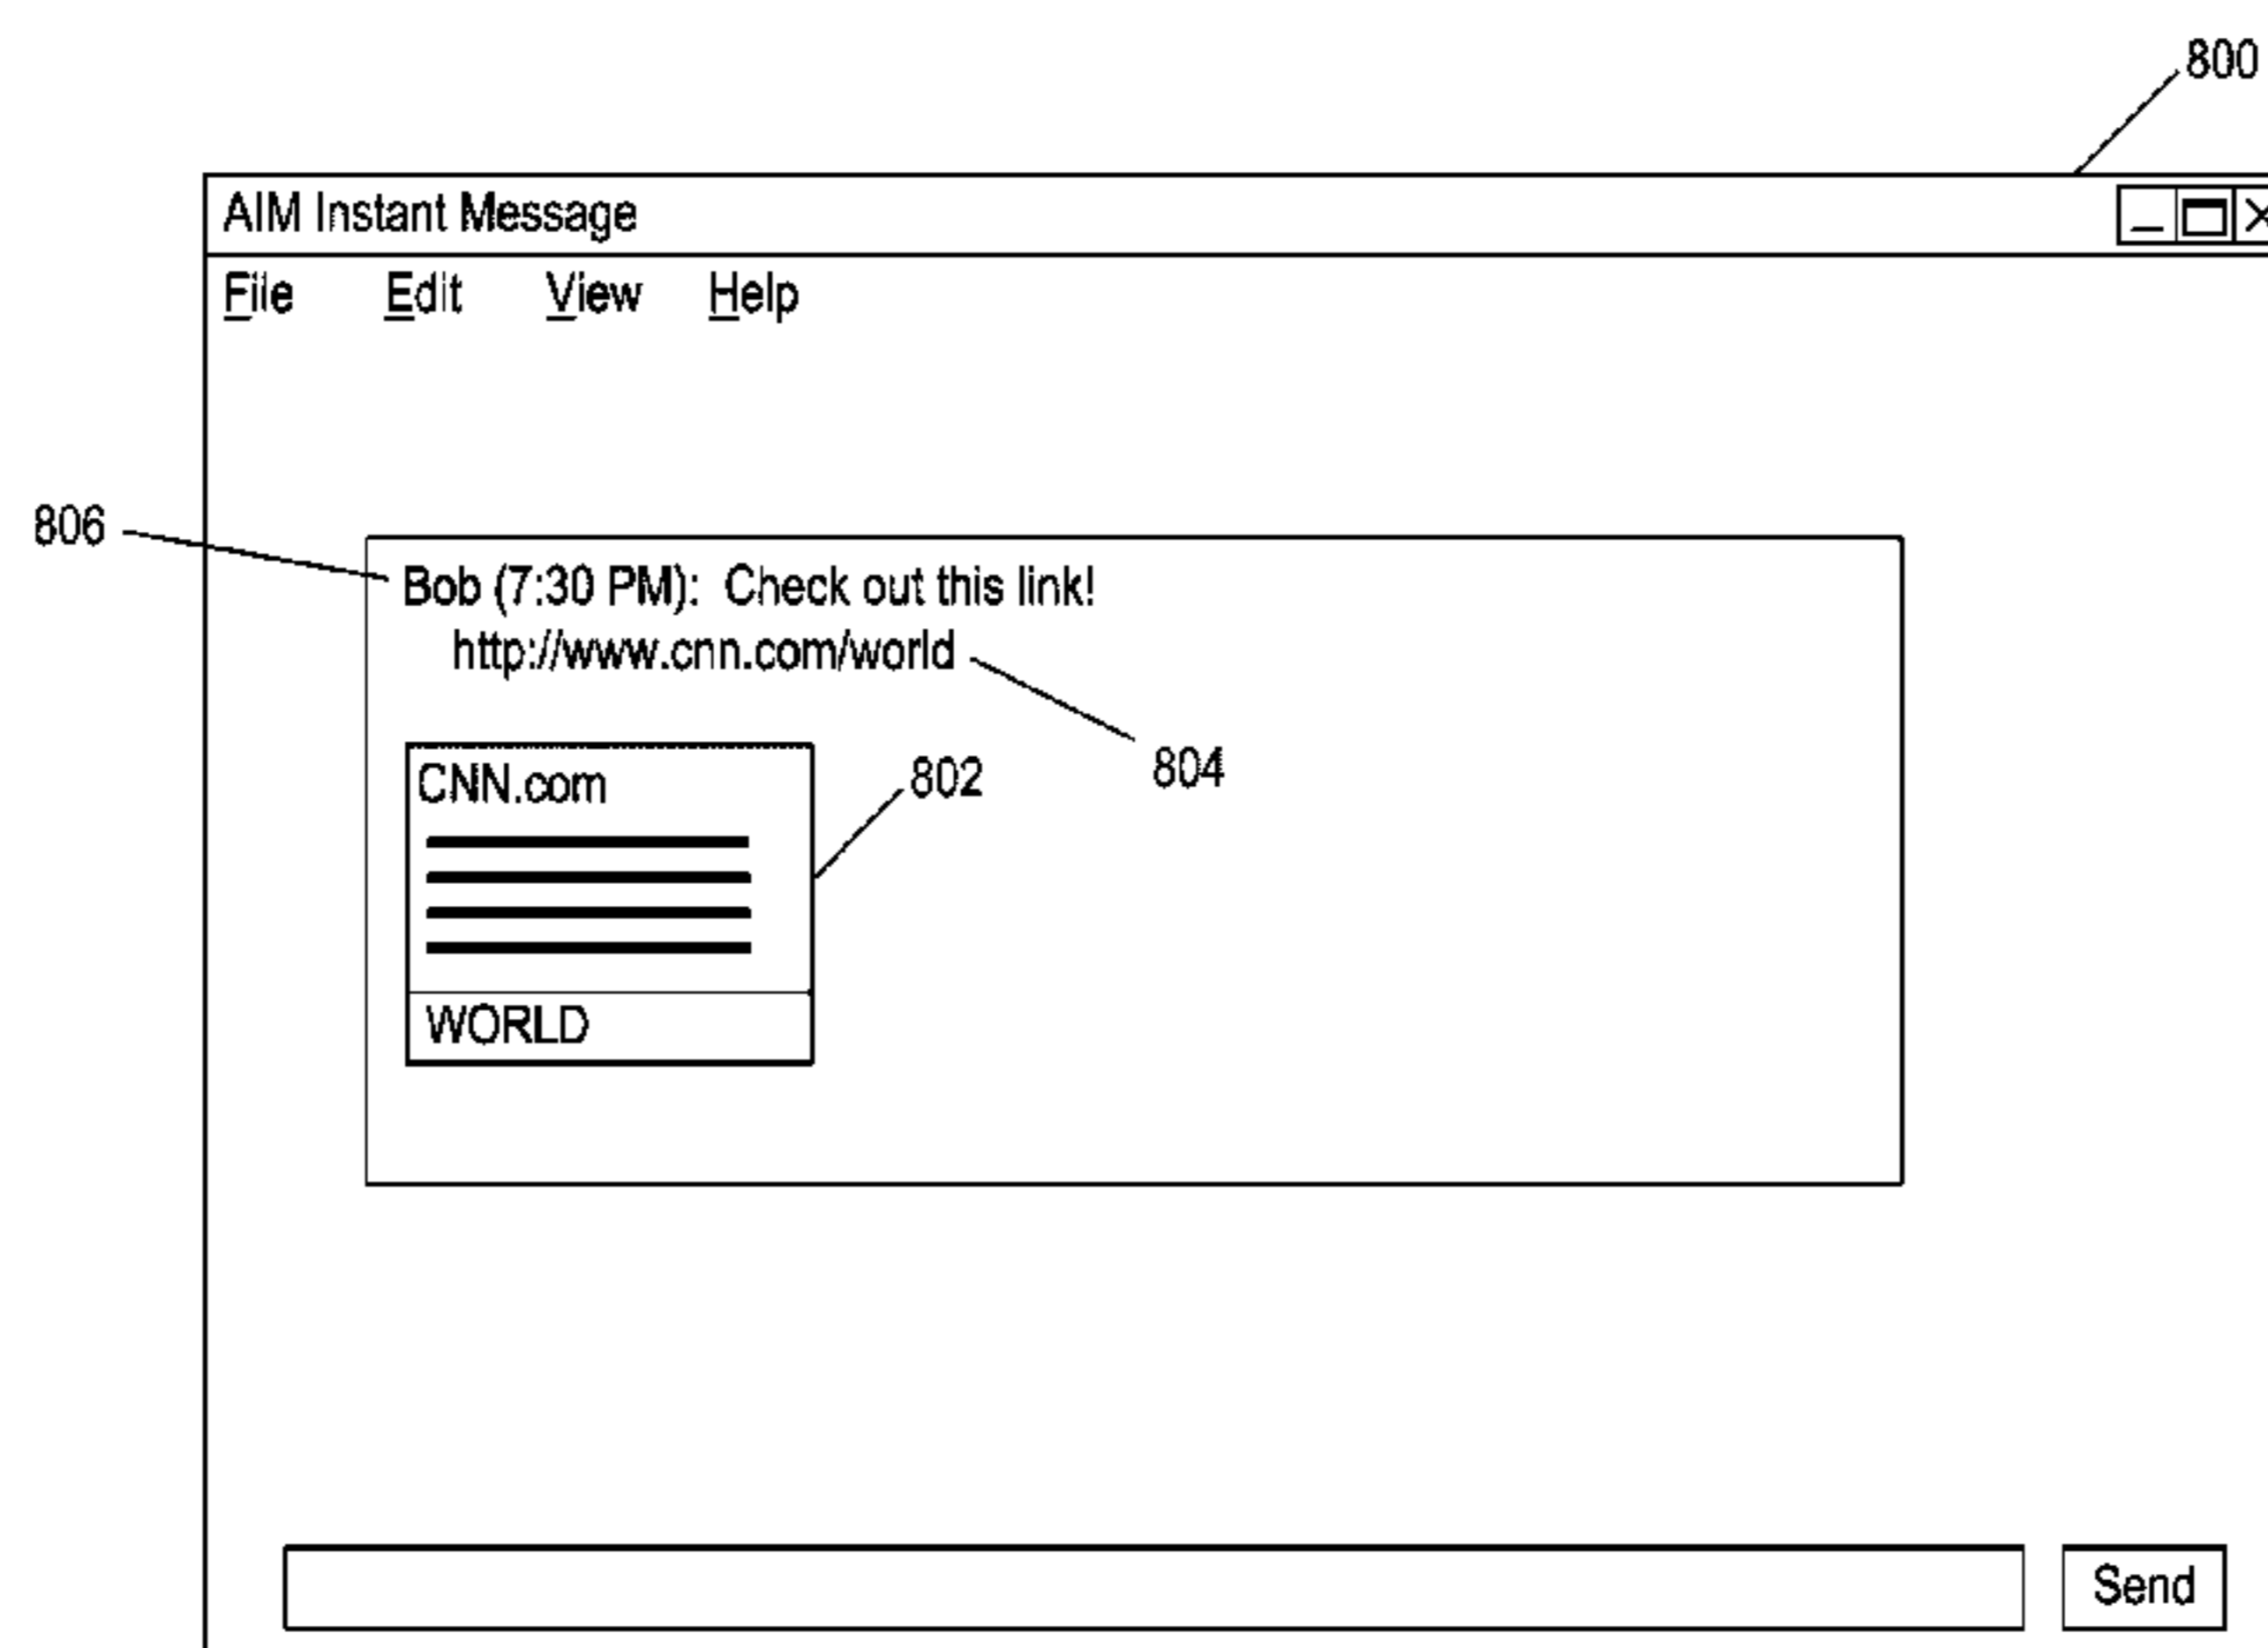 800
AIM Instant Message
File Edit View Help
806
Bob (7:30 PM): Check out this link!
http://www.cnn.com/world
804
802
CNN.com
WORLD
Send